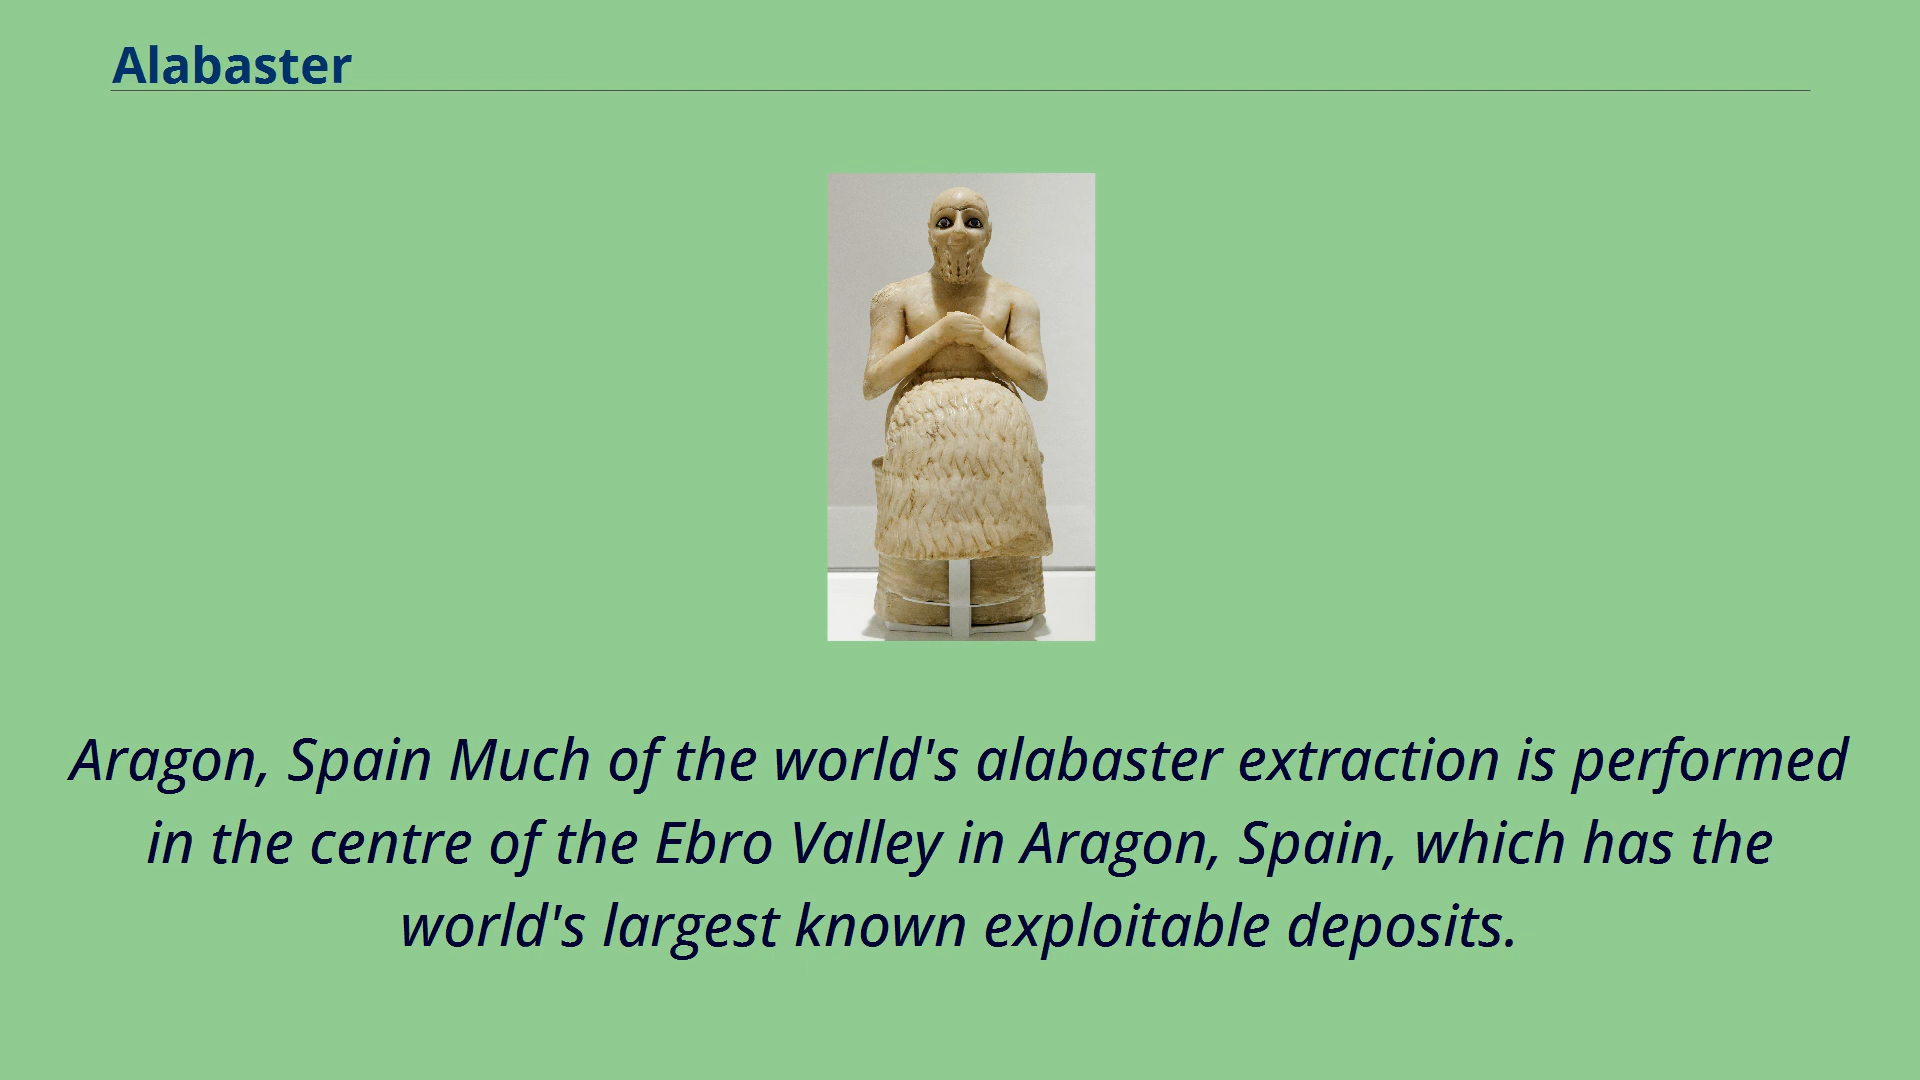 Alabaster
Aragon, Spain Much of the world's alabaster extraction is performed
in the centre of the Ebro Valley in Aragon, Spain, which has the
world's largest known exploitable deposits.